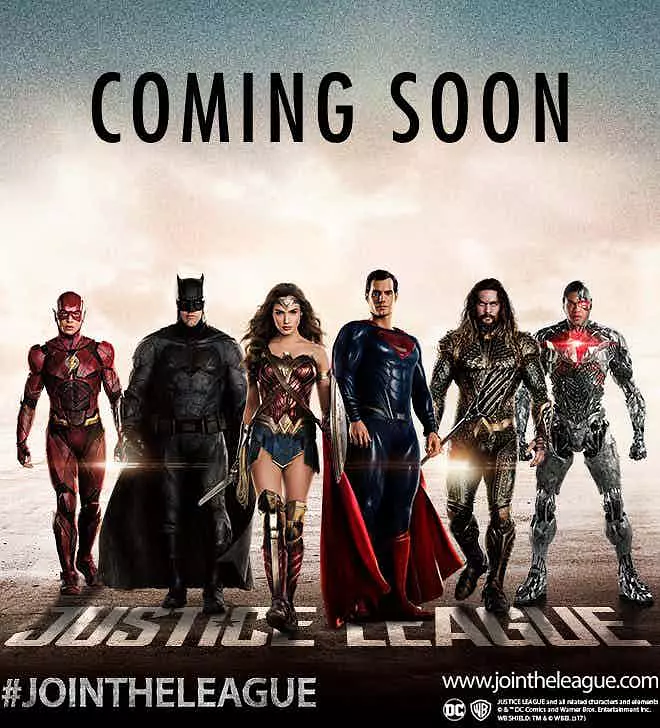 COMING SOON
JUSTICE LEAGUE
#JOINTHELEAGUE
www.jointheleague.com
DC
WB
JUSTICE LEAGUE and all related characters and elements
© & ™ DC Comics and Warner Bros. Entertainment Inc.
WB SHIELD: TM & © WBEI. (s17)